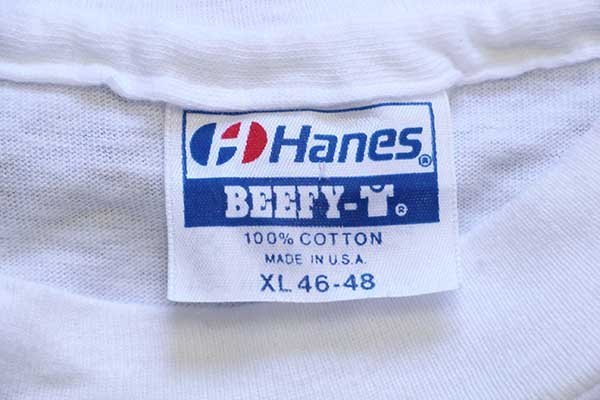 Hanes®
BEEFY-T®
100% COTTON
MADE IN U.S.A.
XL 46-48